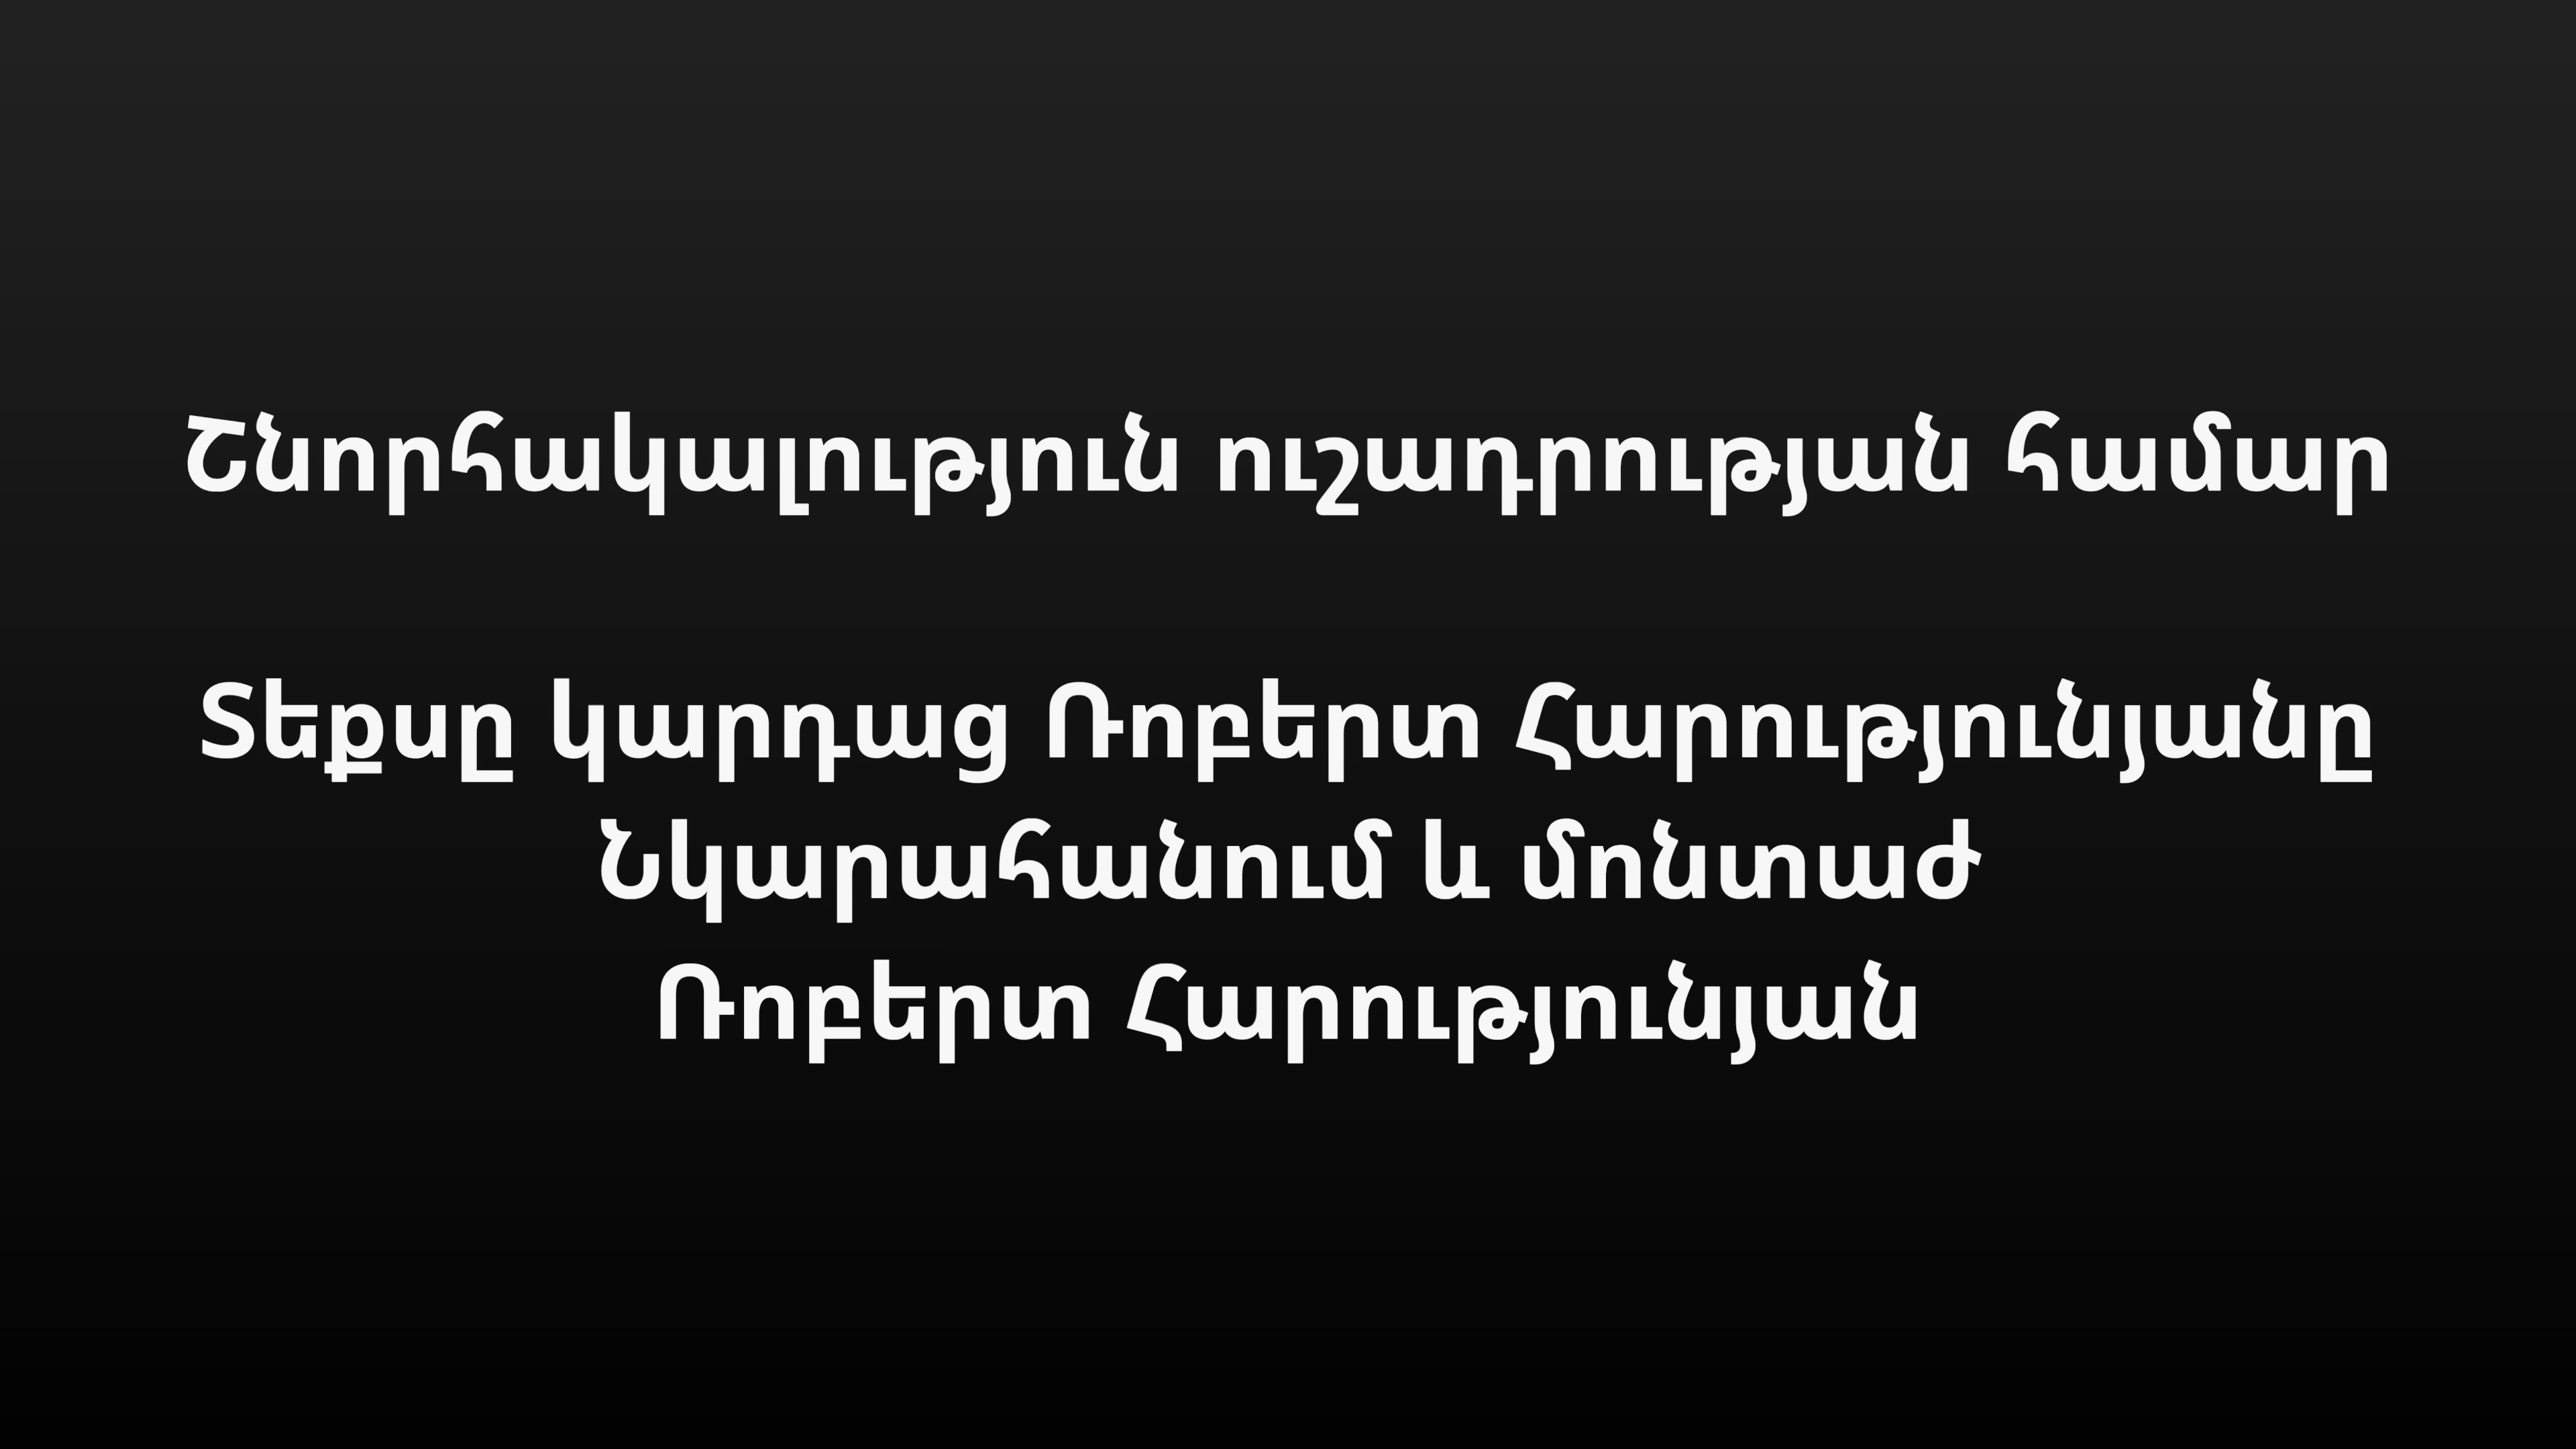 Շնորհակալություն ուշադրության համար
Տեքսը կարդաց Ռոբերտ Հարությունյանը
Նկարահանում և մոնտաժ
Ռոբերտ Հարությունյան